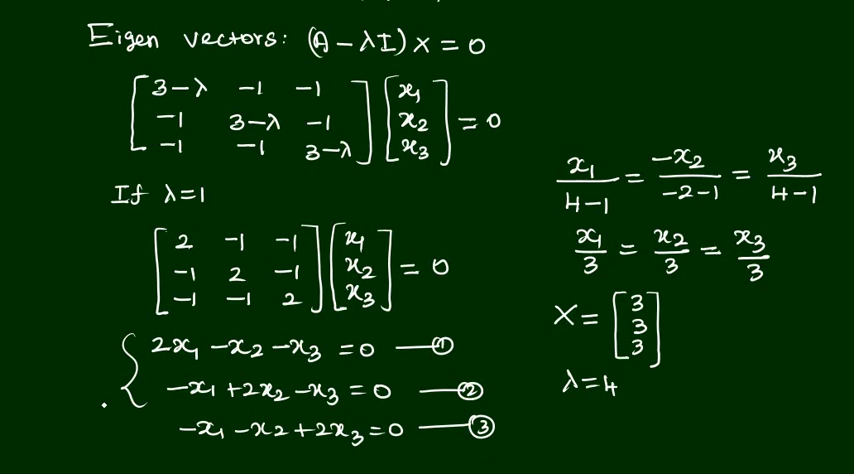 Eigen vectors: (A - λI) x = 0
[3-λ -1 -1] [x1]
[-1 3-λ -1] [x2] = 0
[-1 -1 3-λ] [x3]
If λ=1
[2 -1 -1] [x1]
[-1 2 -1] [x2] = 0
[-1 -1 2] [x3]
2x1 - x2 - x3 = 0 —①
-x1 + 2x2 - x3 = 0 —②
-x1 - x2 + 2x3 = 0 —③
x1/(4-1) = -x2/(-2-1) = x3/(4-1)
x1/3 = x2/3 = x3/3
X = [3
3
3]
λ=4